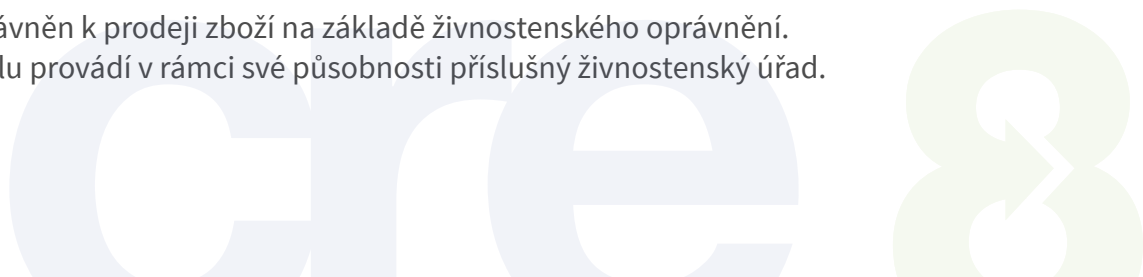 ávněn k prodeji zboží na základě živnostenského oprávnění.
lu provádí v rámci své působnosti příslušný živnostenský úřad.
cre8